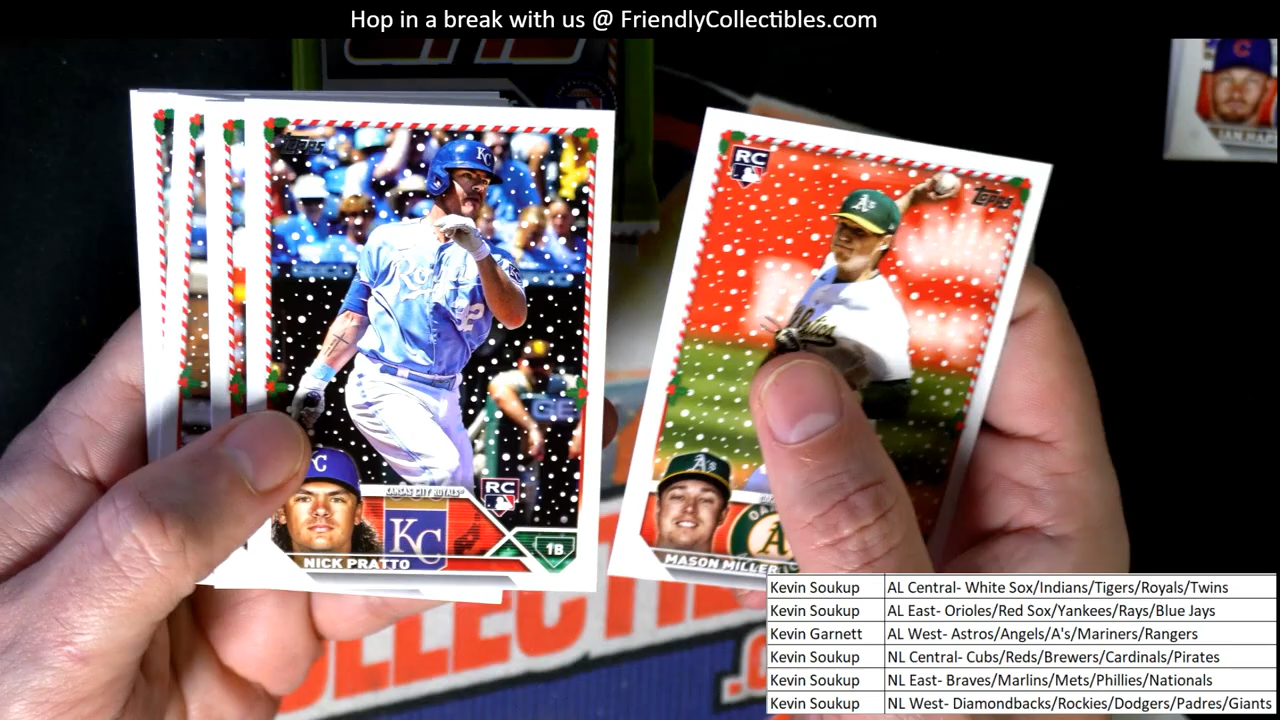 Hop in a break with us @ FriendlyCollectibles.com
TOPPS
KC
KANSAS CITY ROYALS
RC
KC
1B
NICK PRATTO
RC
TOPPS
A's
A's
A
MASON MILLER
C
COLLECTI
Kevin Soukup AL Central- White Sox/Indians/Tigers/Royals/Twins
Kevin Soukup AL East- Orioles/Red Sox/Yankees/Rays/Blue Jays
Kevin Garnett AL West- Astros/Angels/A's/Mariners/Rangers
Kevin Soukup NL Central- Cubs/Reds/Brewers/Cardinals/Pirates
Kevin Soukup NL East- Braves/Marlins/Mets/Phillies/Nationals
Kevin Soukup NL West- Diamondbacks/Rockies/Dodgers/Padres/Giants